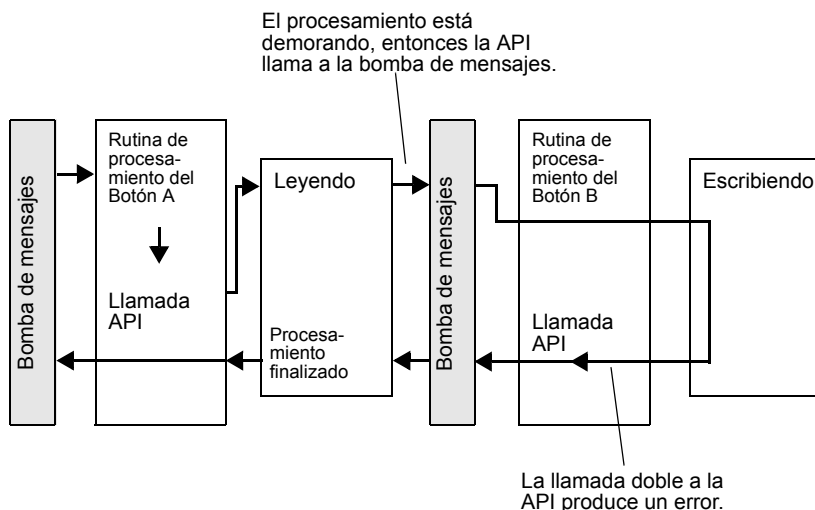 El procesamiento está
demorando, entonces la API
llama a la bomba de mensajes.
Bomba de mensajes
Rutina de
procesa-
miento del
Botón A
Llamada
API
Leyendo
Procesa-
miento
finalizado
Bomba de mensajes
Rutina de
procesa-
miento del
Botón B
Llamada
API
Escribiendo
La llamada doble a la
API produce un error.